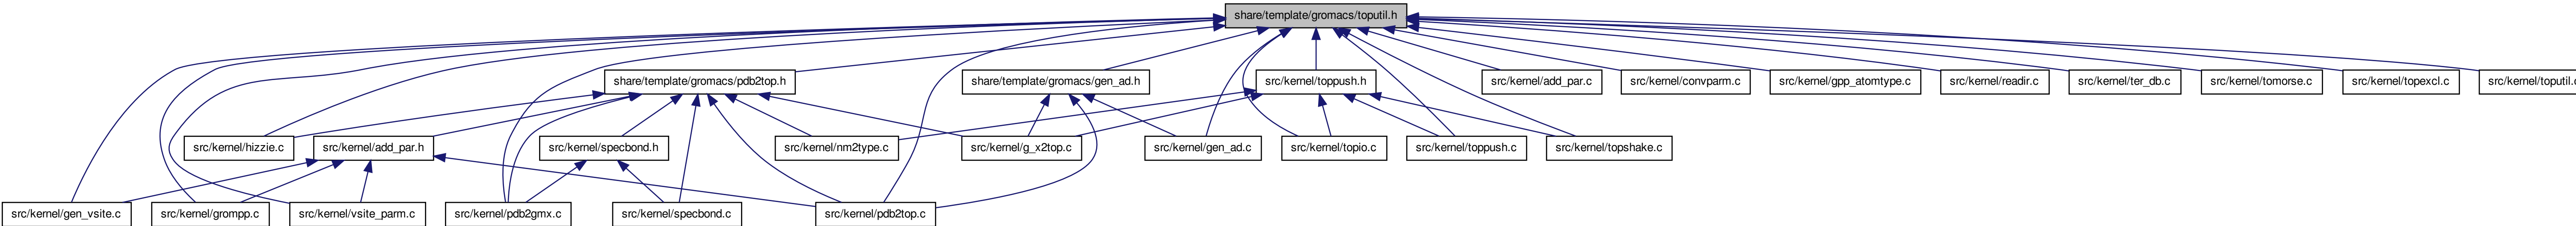 share/template/gromacs/toputil.h
share/template/gromacs/pdb2top.h
share/template/gromacs/gen_ad.h
src/kernel/toppush.h
src/kernel/add_par.c
src/kernel/convparm.c
src/kernel/gpp_atomtype.c
src/kernel/readir.c
src/kernel/ter_db.c
src/kernel/tomorse.c
src/kernel/topexcl.c
src/kernel/toputil.c
src/kernel/hizzie.c
src/kernel/add_par.h
src/kernel/specbond.h
src/kernel/nm2type.c
src/kernel/g_x2top.c
src/kernel/gen_ad.c
src/kernel/topio.c
src/kernel/toppush.c
src/kernel/topshake.c
src/kernel/gen_vsite.c
src/kernel/grompp.c
src/kernel/vsite_parm.c
src/kernel/pdb2gmx.c
src/kernel/specbond.c
src/kernel/pdb2top.c